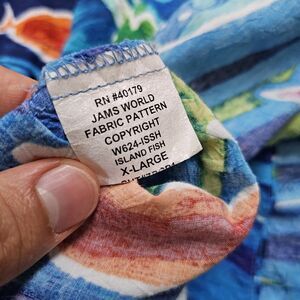 RN #40179
JAMS WORLD
FABRIC PATTERN
COPYRIGHT
W624-ISSH
ISLAND FISH
X-LARGE